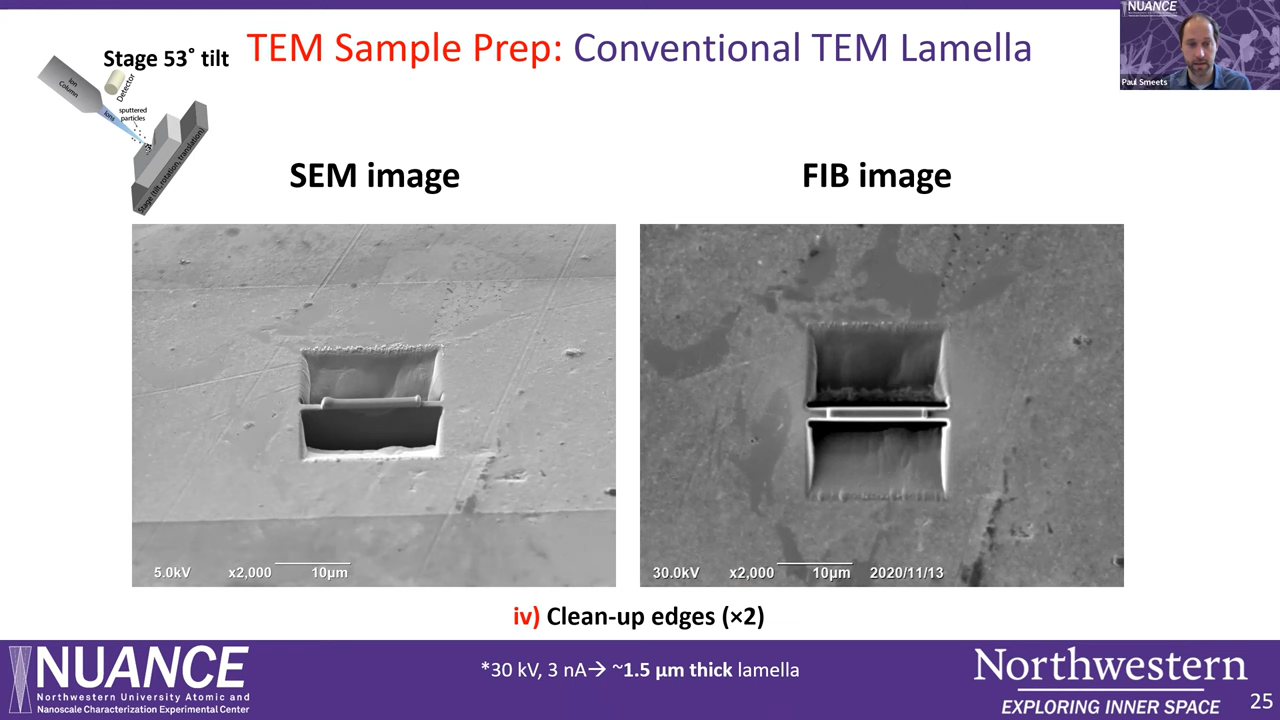 TEM Sample Prep: Conventional TEM Lamella
Stage 53° tilt
Ion
Column
Detector
sputtered
particles
Ions
Stage (tilt, rotation, translation)
NUANCE
Paul Smeets
SEM image
FIB image
5.0kV x2,000 10µm
30.0kV x2,000 10µm 2020/11/13
iv) Clean-up edges (×2)
*30 kV, 3 nA→ ~1.5 µm thick lamella
NUANCE
Northwestern University Atomic and
Nanoscale Characterization Experimental Center
Northwestern
EXPLORING INNER SPACE
25